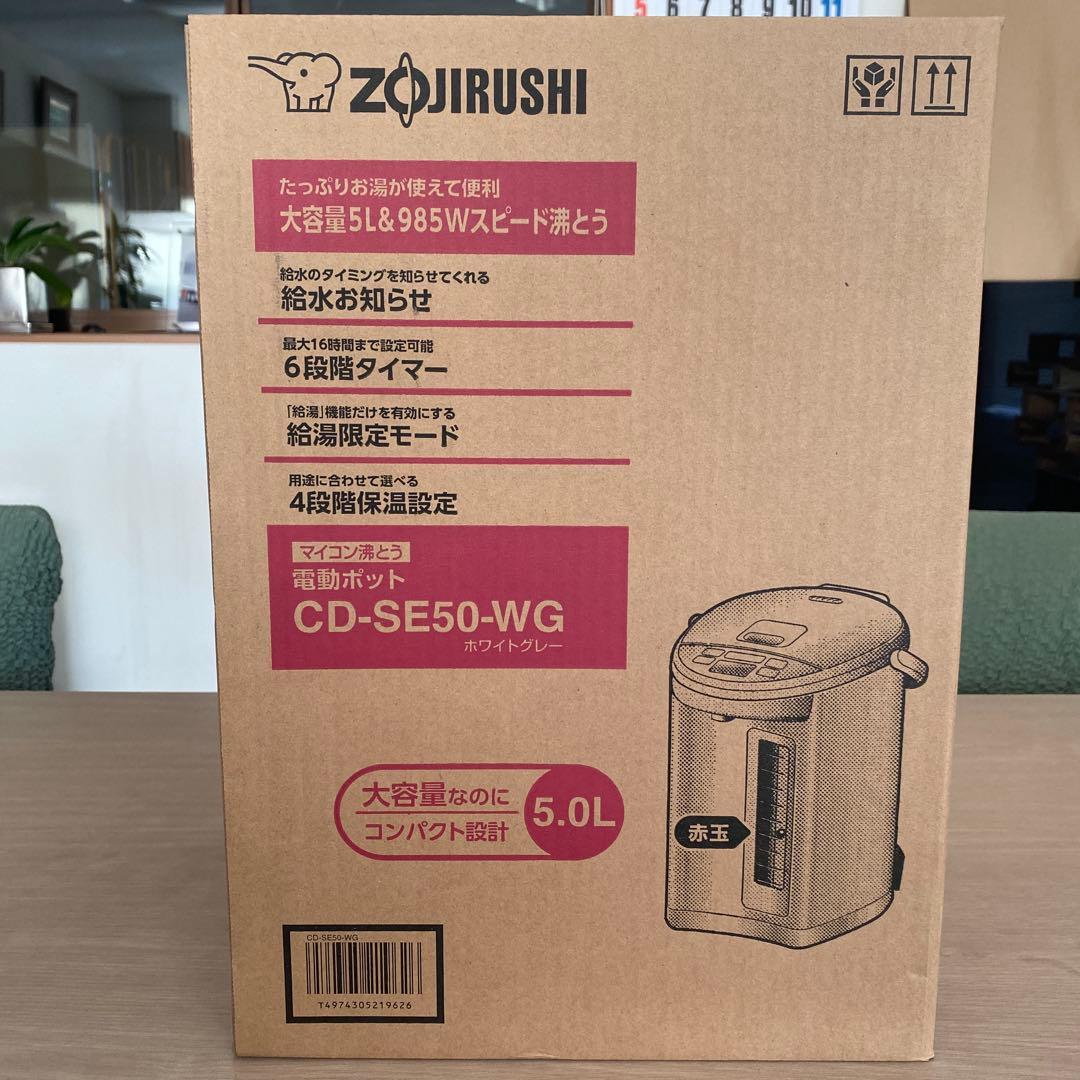 5 6 7 8 9 10 11
ZOJIRUSHI
たっぷりお湯が使えて便利
大容量5L&985Wスピード沸とう
給水のタイミングを知らせてくれる
給水お知らせ
最大16時間まで設定可能
6段階タイマー
「給湯」機能だけを有効にする
給湯限定モード
用途に合わせて選べる
4段階保温設定
マイコン沸とう
電動ポット
CD-SE50-WG
ホワイトグレー
大容量なのに
コンパクト設計
5.0L
赤玉
CD-SE50-WG
T4974305219626